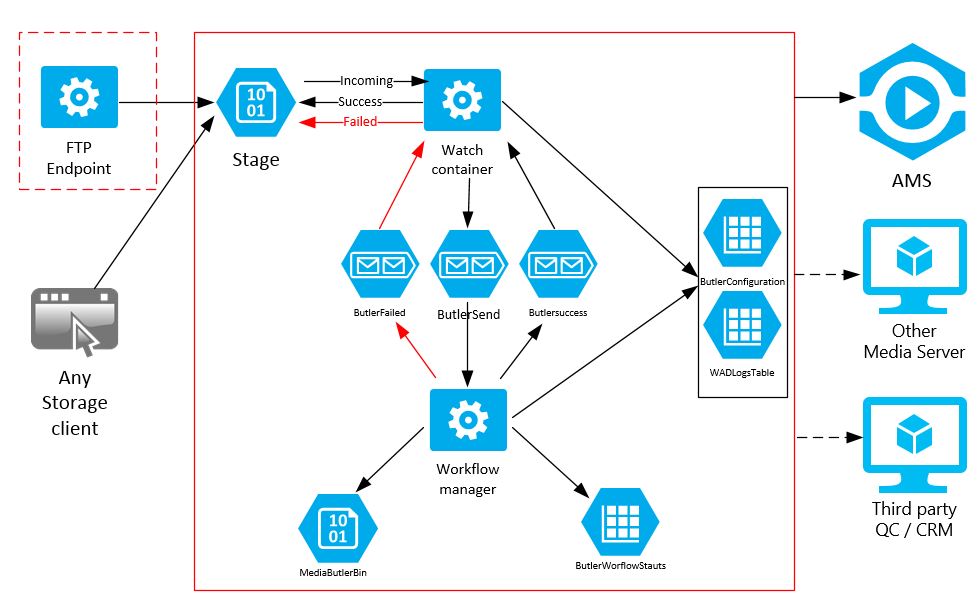 FTP
Endpoint
Any
Storage
client
10
01
Stage
Incoming
Success
Failed
Watch
container
ButlerFailed
ButlerSend
Butlersuccess
Workflow
manager
10
01
MediaButlerBin
ButlerWorflowStauts
ButlerConfiguration
WADLogsTable
AMS
Other
Media Server
Third party
QC / CRM